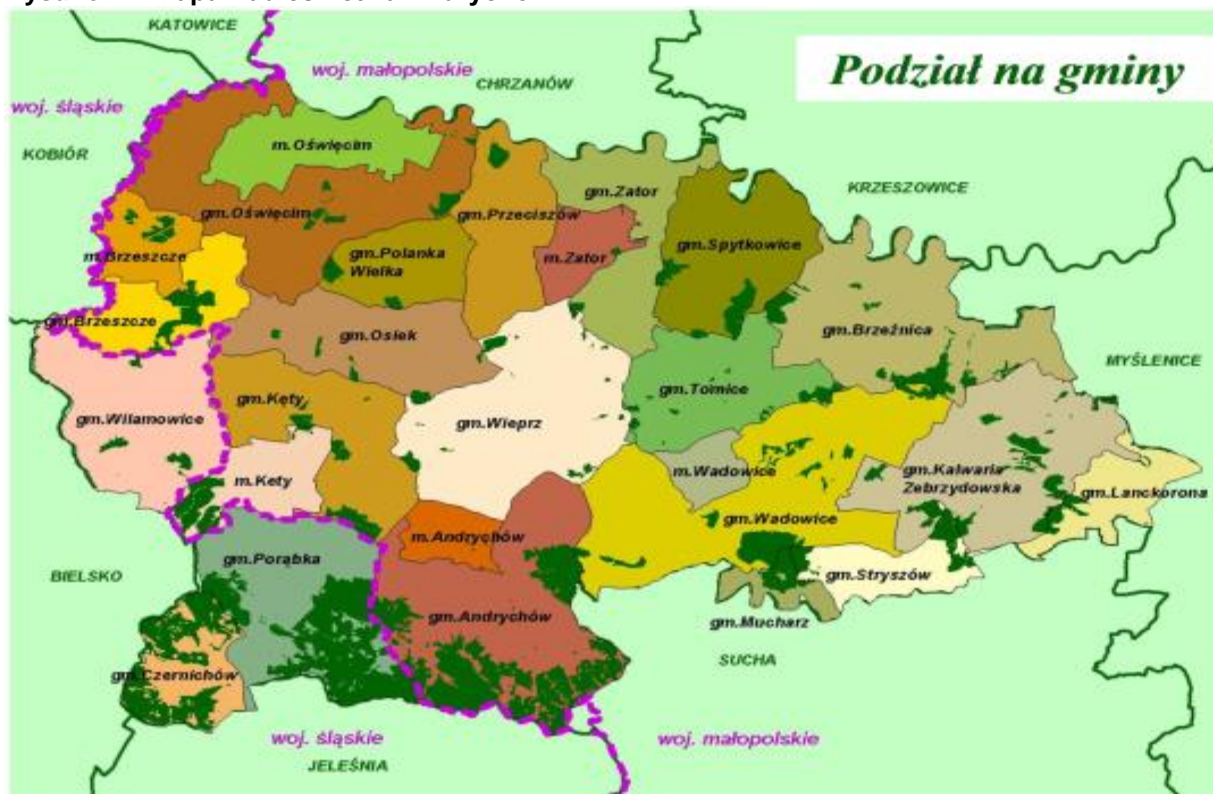 KATOWICE
woj. małopolskie
CHRZANÓW
Podział na gminy
woj. śląskie
KOBIÓR
m.Oświęcim
gm.Zator
KRZESZOWICE
gm.Oświęcim
gm.Przeciszów
gm.Spytkowice
m.Brzeszcze
gm.Polanka
Wielka
m.Zator
gm.Brzeszcze
gm.Osiek
gm.Brzeźnica
MYŚLENICE
gm.Kęty
gm.Tomice
gm.Wilamowice
gm.Wieprz
m.Kety
m.Wadowice
gm.Kalwaria
Zebrzydowska
gm.Lanckorona
gm.Wadowice
m.Andrychów
gm.Porąbka
BIELSKO
gm.Stryszów
gm.Andrychów
gm.Mucharz
SUCHA
gm.Czernichów
woj. śląskie
woj. małopolskie
JELEŚNIA